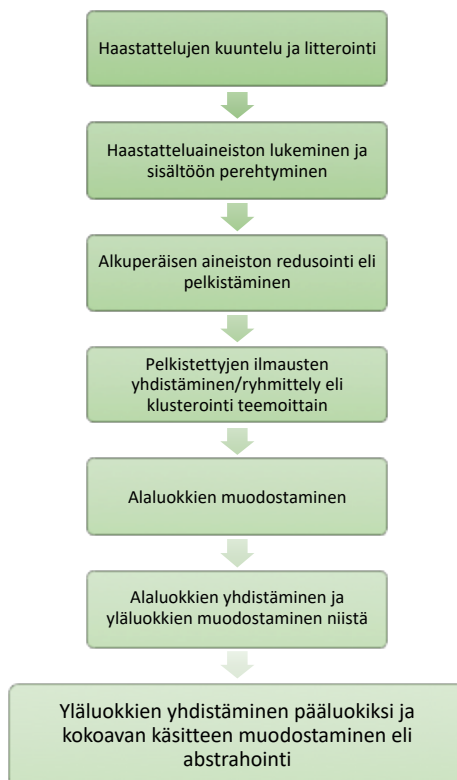 Haastattelujen kuuntelu ja litterointi
Haastatteluaineiston lukeminen ja
sisältöön perehtyminen
Alkuperäisen aineiston redusointi eli
pelkistäminen
Pelkistettyjen ilmausten
yhdistäminen/ryhmittely eli
klusterointi teemoittain
Alaluokkien muodostaminen
Alaluokkien yhdistäminen ja
yläluokkien muodostaminen niistä
Yläluokkien yhdistäminen pääluokiksi ja
kokoavan käsitteen muodostaminen eli
abstrahointi